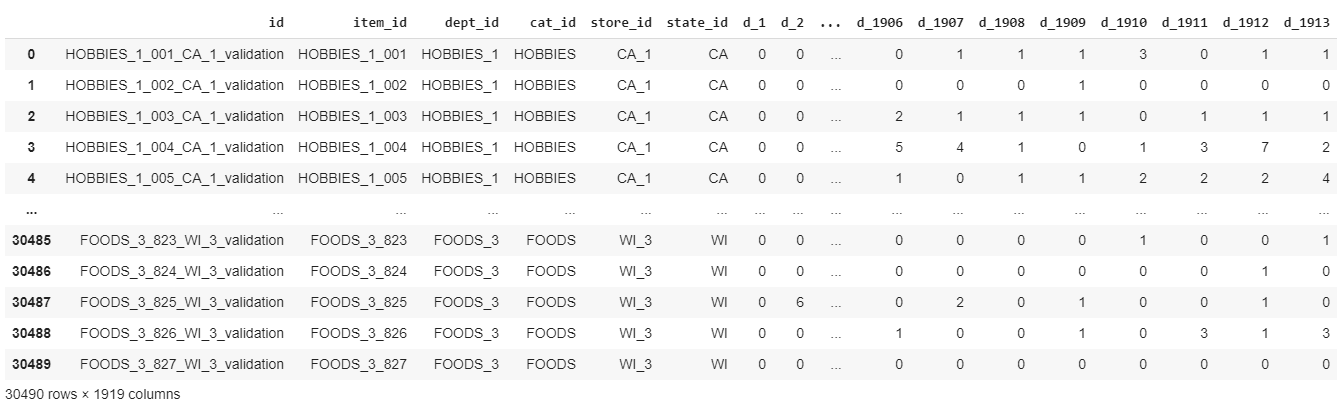 id item_id dept_id cat_id store_id state_id d_1 d_2 ... d_1906 d_1907 d_1908 d_1909 d_1910 d_1911 d_1912 d_1913
0 HOBBIES_1_001_CA_1_validation HOBBIES_1_001 HOBBIES_1 HOBBIES CA_1 CA 0 0 ... 0 1 1 1 3 0 1 1
1 HOBBIES_1_002_CA_1_validation HOBBIES_1_002 HOBBIES_1 HOBBIES CA_1 CA 0 0 ... 0 0 0 1 0 0 0 0
2 HOBBIES_1_003_CA_1_validation HOBBIES_1_003 HOBBIES_1 HOBBIES CA_1 CA 0 0 ... 2 1 1 1 0 1 1 1
3 HOBBIES_1_004_CA_1_validation HOBBIES_1_004 HOBBIES_1 HOBBIES CA_1 CA 0 0 ... 5 4 1 0 1 3 7 2
4 HOBBIES_1_005_CA_1_validation HOBBIES_1_005 HOBBIES_1 HOBBIES CA_1 CA 0 0 ... 1 0 1 1 2 2 2 4
... ... ... ... ... ... ... ... ... ... ... ... ... ... ... ... ... ...
30485 FOODS_3_823_WI_3_validation FOODS_3_823 FOODS_3 FOODS WI_3 WI 0 0 ... 0 0 0 0 1 0 0 1
30486 FOODS_3_824_WI_3_validation FOODS_3_824 FOODS_3 FOODS WI_3 WI 0 0 ... 0 0 0 0 0 0 1 0
30487 FOODS_3_825_WI_3_validation FOODS_3_825 FOODS_3 FOODS WI_3 WI 0 6 ... 0 2 0 1 0 0 1 0
30488 FOODS_3_826_WI_3_validation FOODS_3_826 FOODS_3 FOODS WI_3 WI 0 0 ... 1 0 0 1 0 3 1 3
30489 FOODS_3_827_WI_3_validation FOODS_3_827 FOODS_3 FOODS WI_3 WI 0 0 ... 0 0 0 0 0 0 0 0
30490 rows × 1919 columns